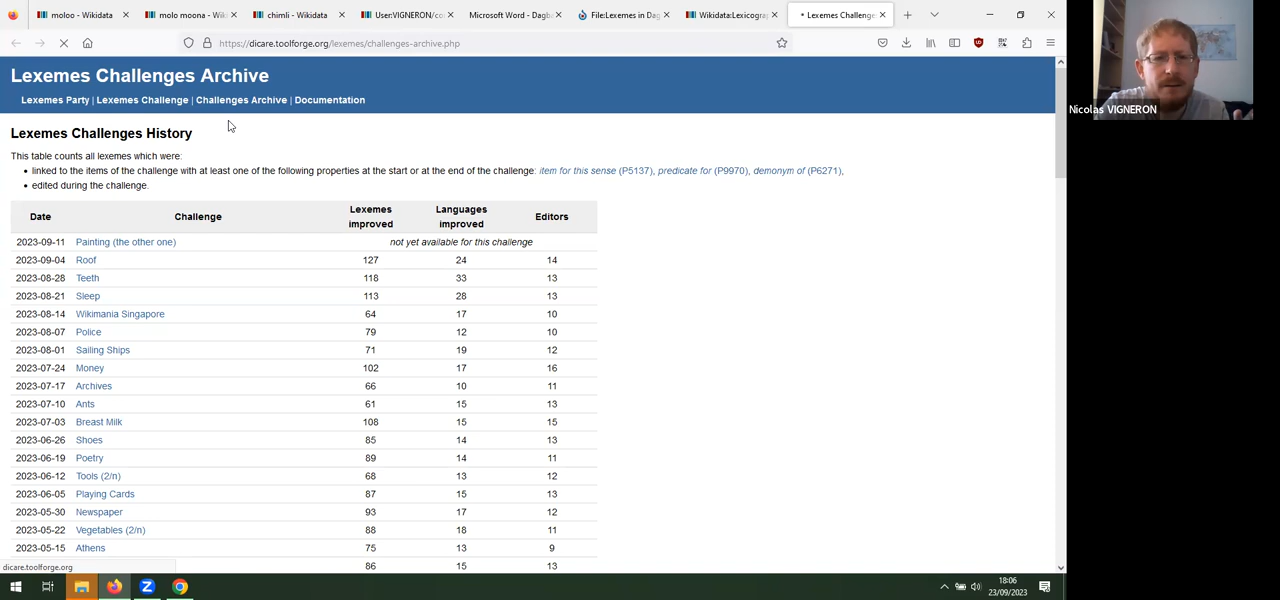 moloo - Wikidata
molo moona - Wiki
chimli - Wikidata
User:VIGNERON/co
Microsoft Word - Dagb
File:Lexemes in Dag
Wikidata:Lexicogra
Lexemes Challenge
https://dicare.toolforge.org/lexemes/challenges-archive.php
Lexemes Challenges Archive
Lexemes Party | Lexemes Challenge | Challenges Archive | Documentation
Nicolas VIGNERON
Lexemes Challenges History
This table counts all lexemes which were:
• linked to the items of the challenge with at least one of the following properties at the start or at the end of the challenge: item for this sense (P5137), predicate for (P9970), demonym of (P6271),
• edited during the challenge.
Date Challenge Lexemes improved Languages improved Editors
2023-09-11 Painting (the other one) not yet available for this challenge
2023-09-04 Roof 127 24 14
2023-08-28 Teeth 118 33 13
2023-08-21 Sleep 113 28 13
2023-08-14 Wikimania Singapore 64 17 10
2023-08-07 Police 79 12 10
2023-08-01 Sailing Ships 71 19 12
2023-07-24 Money 102 17 16
2023-07-17 Archives 66 10 11
2023-07-10 Ants 61 15 13
2023-07-03 Breast Milk 108 15 15
2023-06-26 Shoes 85 14 13
2023-06-19 Poetry 89 14 11
2023-06-12 Tools (2/n) 68 13 12
2023-06-05 Playing Cards 87 15 13
2023-05-30 Newspaper 93 17 12
2023-05-22 Vegetables (2/n) 88 18 11
2023-05-15 Athens 75 13 9
86 15 13
dicare.toolforge.org
18:06
23/09/2023